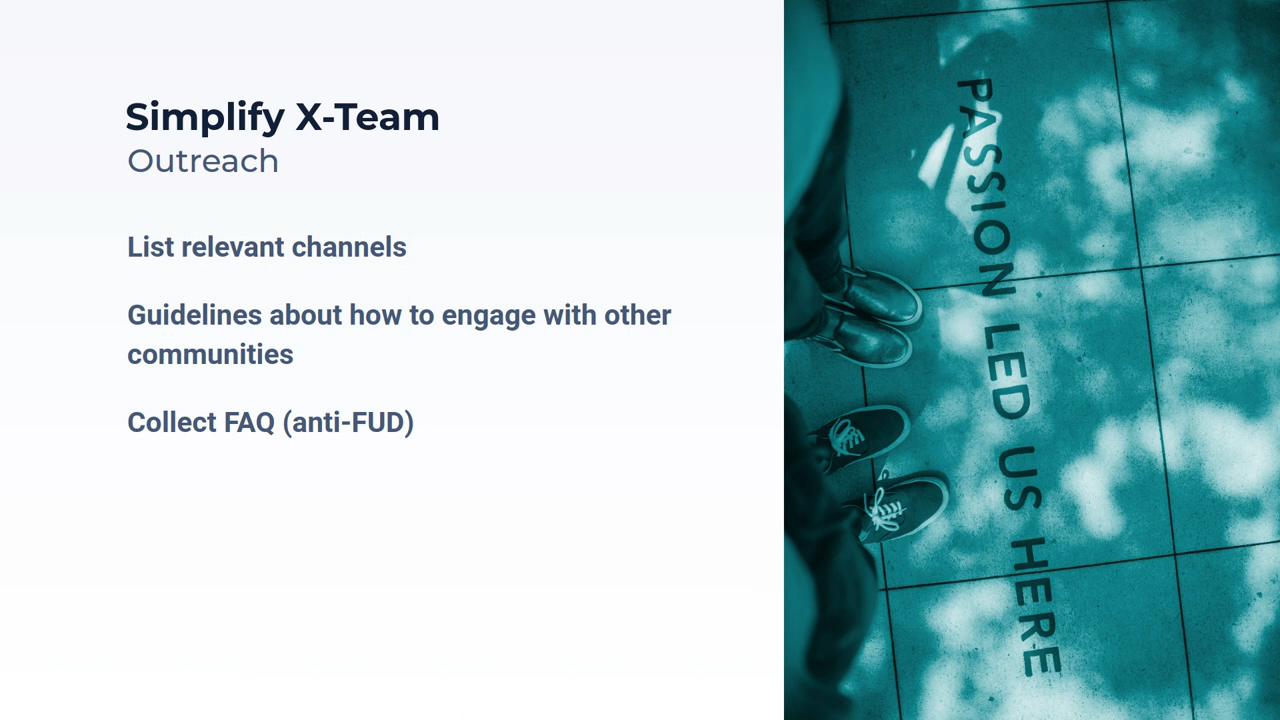 Simplify X-Team
Outreach
List relevant channels
Guidelines about how to engage with other
communities
Collect FAQ (anti-FUD)
PASSION LED US HERE